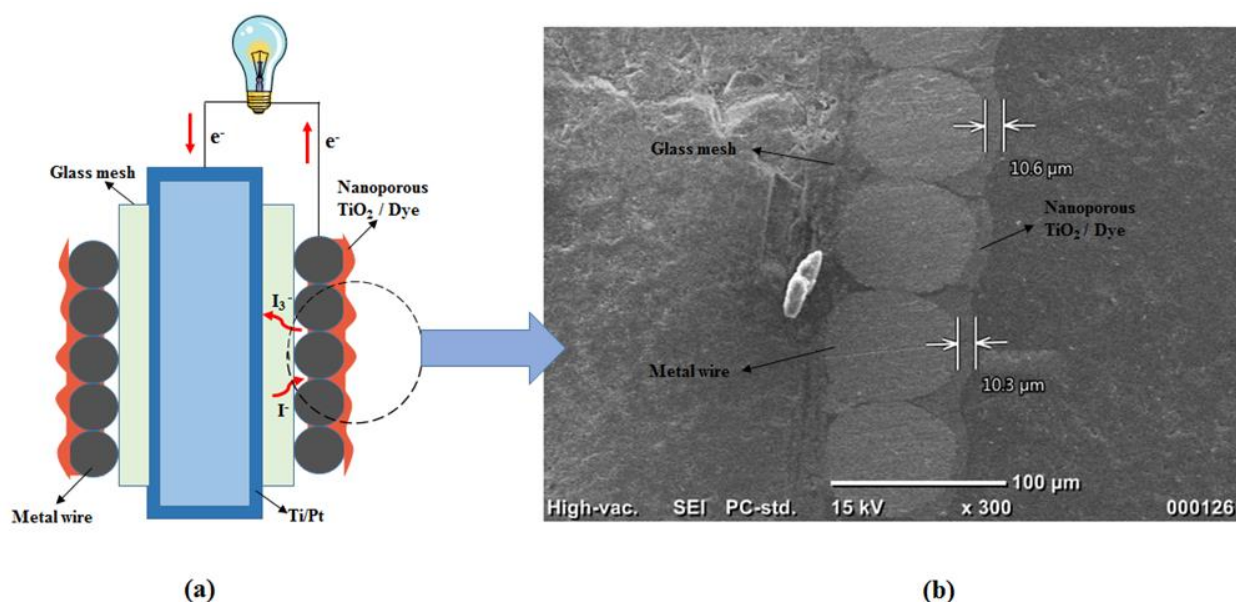 e⁻
e⁻
Glass mesh
Nanoporous
TiO₂ / Dye
I₃⁻
I⁻
Metal wire
Ti/Pt
(a)
Glass mesh
10.6 µm
Nanoporous
TiO₂ / Dye
Metal wire
10.3 µm
100 µm
High-vac. SEI PC-std. 15 kV x 300 000126
(b)